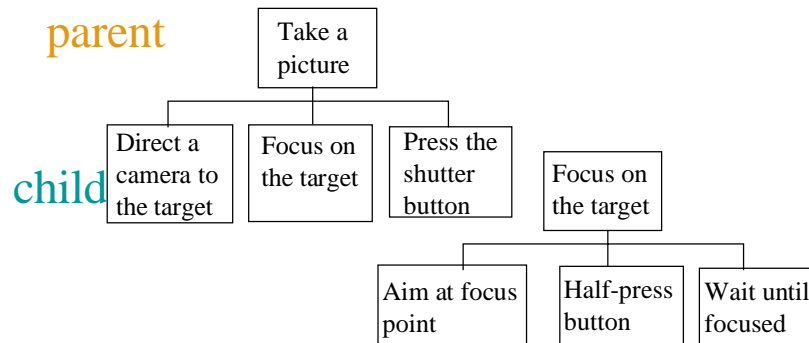 parent
Take a
picture
child
Direct a
camera to
the target
Focus on
the target
Press the
shutter
button
Focus on
the target
Aim at focus
point
Half-press
button
Wait until
focused